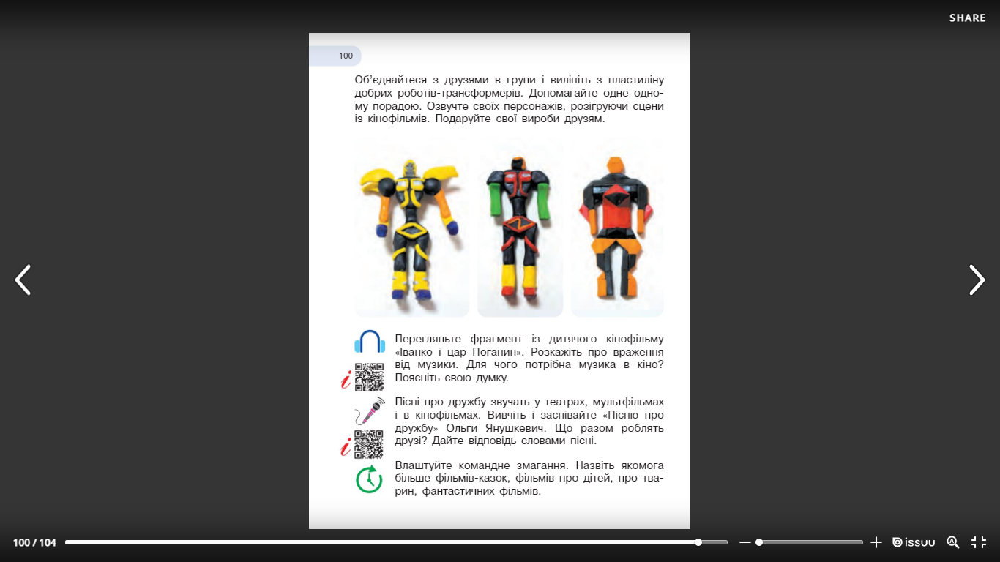 SHARE
100
Об’єднайтеся з друзями в групи і виліпіть з пластиліну
добрих роботів-трансформерів. Допомагайте одне одно-
му порадою. Озвучте своїх персонажів, розігруючи сцени
із кінофільмів. Подаруйте свої вироби друзям.
Перегляньте фрагмент із дитячого кінофільму
«Іванко і цар Поганин». Розкажіть про враження
від музики. Для чого потрібна музика в кіно?
Поясніть свою думку.
i
Пісні про дружбу звучать у театрах, мультфільмах
і в кінофільмах. Вивчіть і заспівайте «Пісню про
дружбу» Ольги Янушкевич. Що разом роблять
друзі? Дайте відповідь словами пісні.
i
Влаштуйте командне змагання. Назвіть якомога
більше фільмів-казок, фільмів про дітей, про тва-
рин, фантастичних фільмів.
100 / 104
issuu